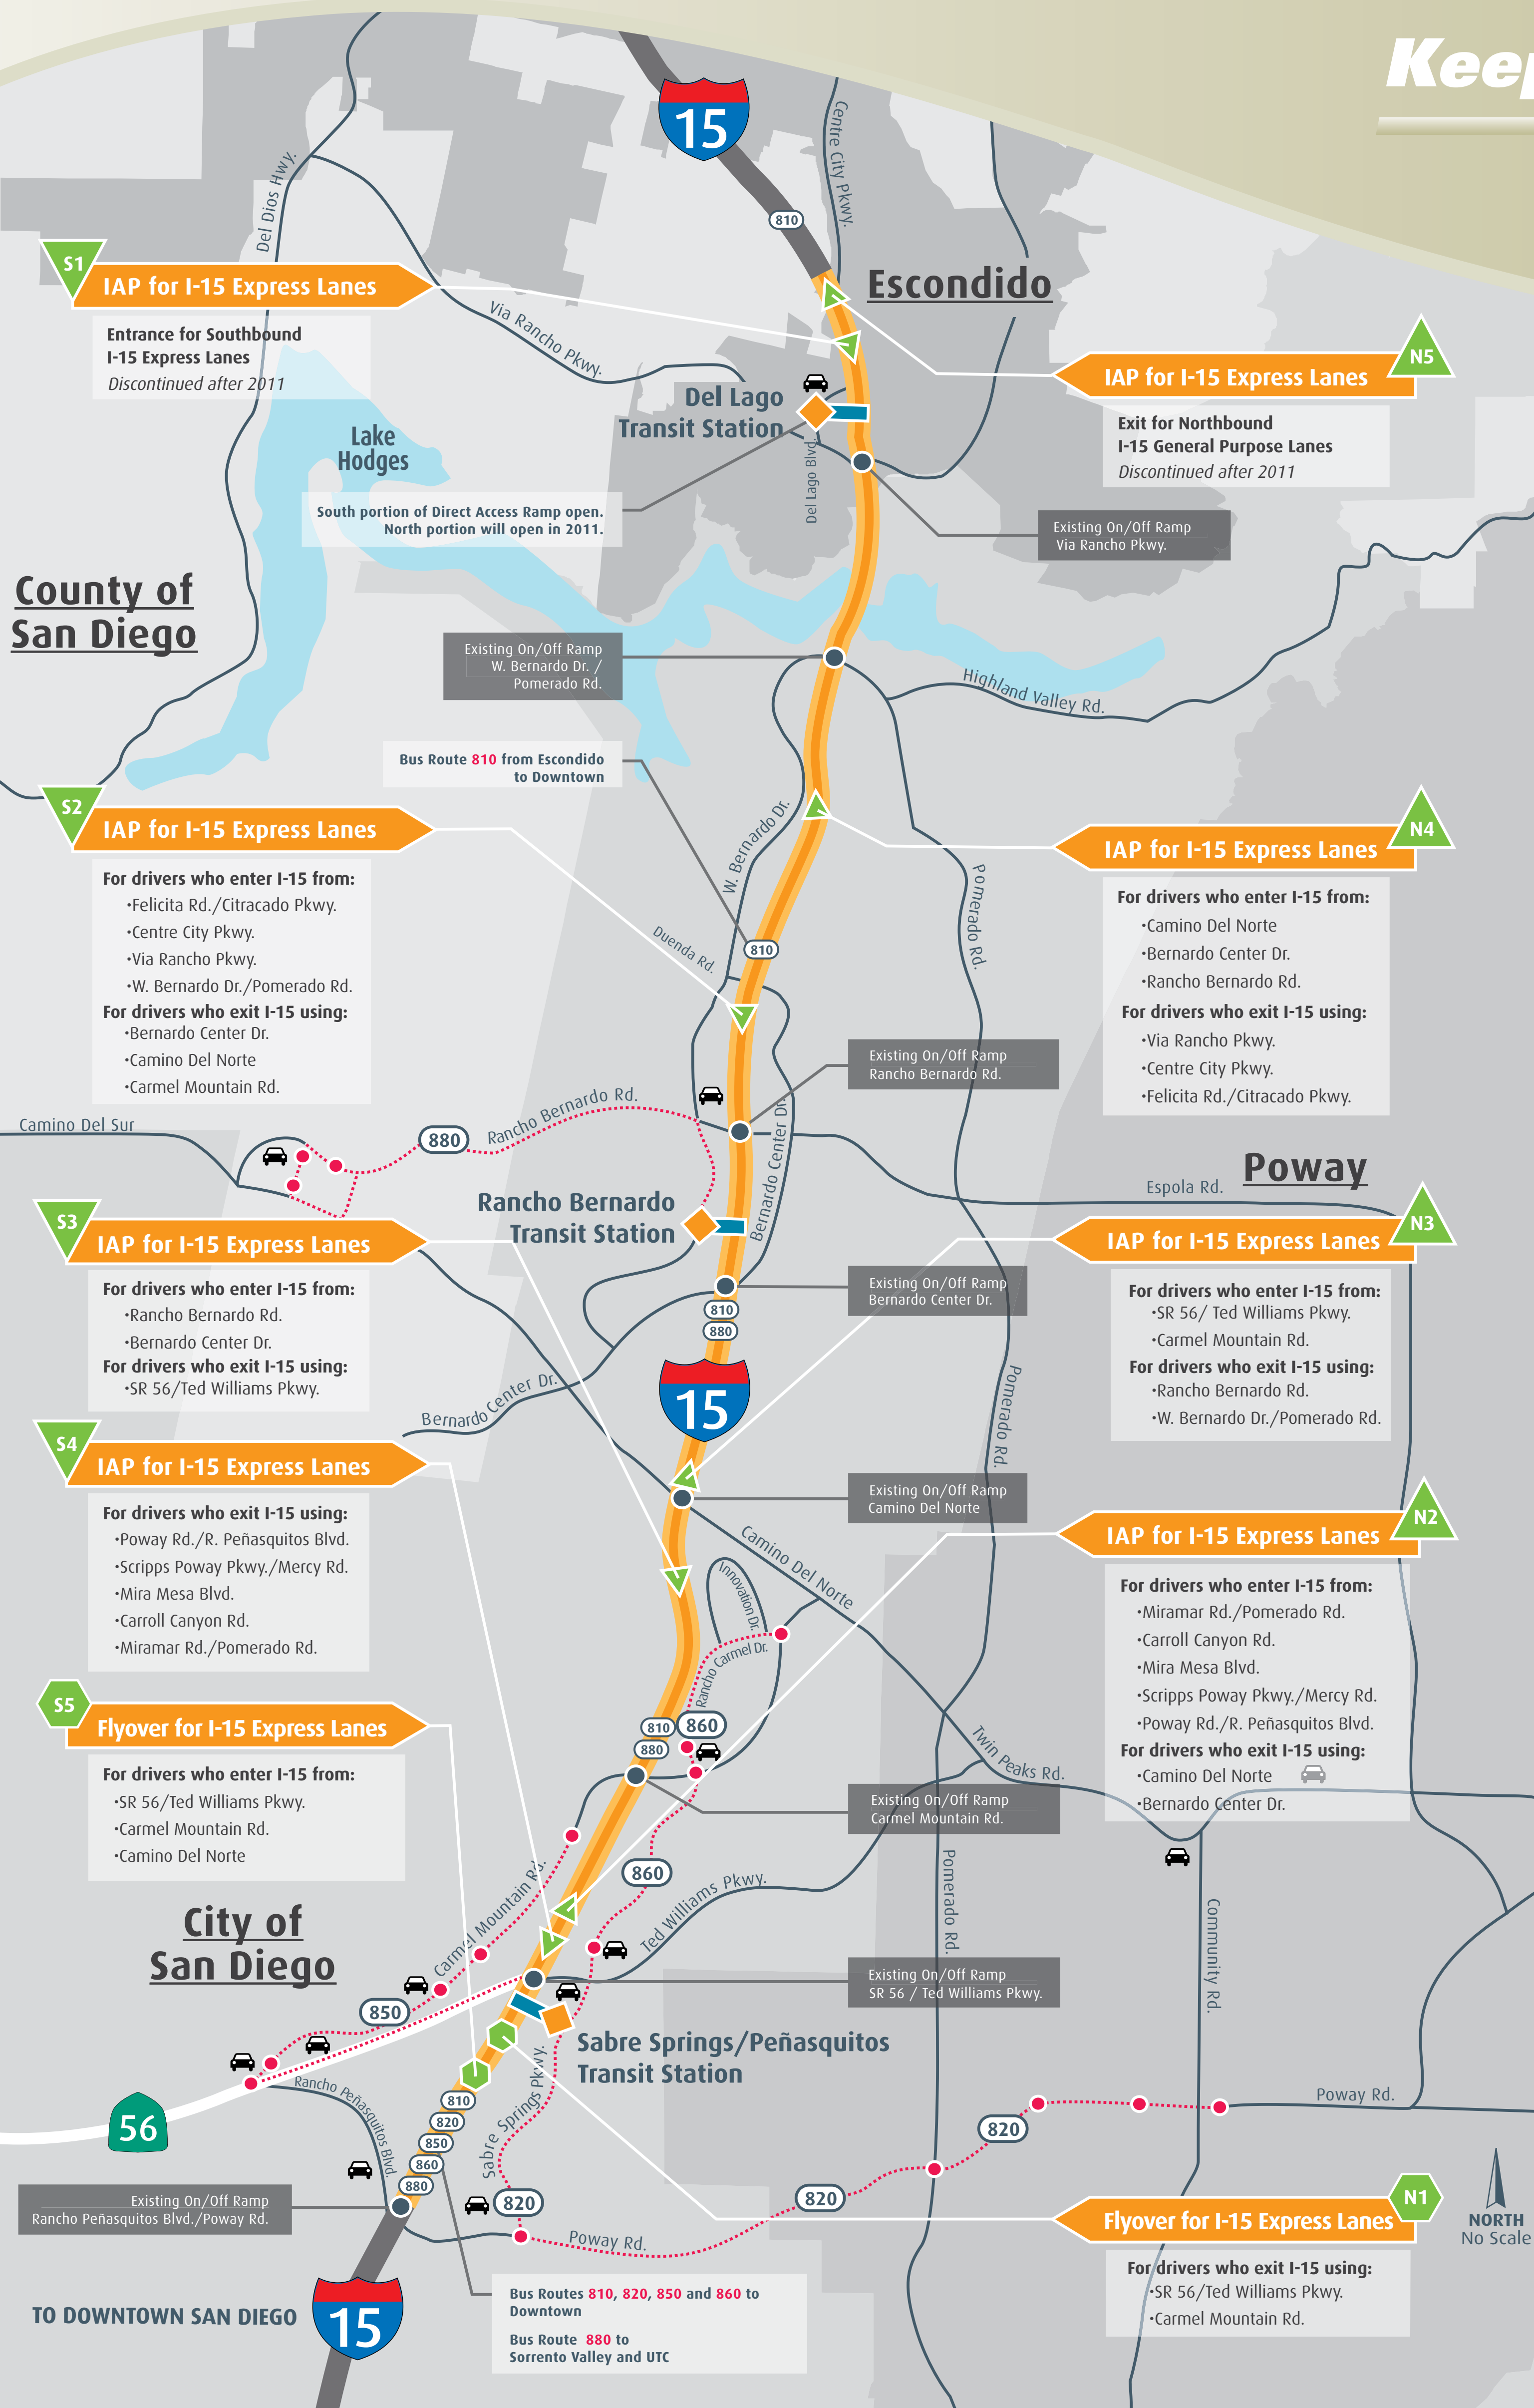 Keep
15
Centre City Pkwy.
Del Dios Hwy.
810
S1
IAP for I-15 Express Lanes
Entrance for Southbound
I-15 Express Lanes
Discontinued after 2011
Escondido
Via Rancho Pkwy.
N5
IAP for I-15 Express Lanes
Exit for Northbound
I-15 General Purpose Lanes
Discontinued after 2011
Del Lago
Transit Station
Del Lago Blvd.
Lake
Hodges
South portion of Direct Access Ramp open.
North portion will open in 2011.
Existing On/Off Ramp
Via Rancho Pkwy.
County of
San Diego
Existing On/Off Ramp
W. Bernardo Dr. /
Pomerado Rd.
Highland Valley Rd.
Bus Route 810 from Escondido
to Downtown
S2
IAP for I-15 Express Lanes
For drivers who enter I-15 from:
•Felicita Rd./Citracado Pkwy.
•Centre City Pkwy.
•Via Rancho Pkwy.
•W. Bernardo Dr./Pomerado Rd.
For drivers who exit I-15 using:
•Bernardo Center Dr.
•Camino Del Norte
•Carmel Mountain Rd.
W. Bernardo Dr.
Duenda Rd.
810
Pomerado Rd.
N4
IAP for I-15 Express Lanes
For drivers who enter I-15 from:
•Camino Del Norte
•Bernardo Center Dr.
•Rancho Bernardo Rd.
For drivers who exit I-15 using:
•Via Rancho Pkwy.
•Centre City Pkwy.
•Felicita Rd./Citracado Pkwy.
Existing On/Off Ramp
Rancho Bernardo Rd.
Camino Del Sur
880
Rancho Bernardo Rd.
Bernardo Center Dr.
Poway
Espola Rd.
Rancho Bernardo
Transit Station
S3
IAP for I-15 Express Lanes
For drivers who enter I-15 from:
•Rancho Bernardo Rd.
•Bernardo Center Dr.
For drivers who exit I-15 using:
•SR 56/Ted Williams Pkwy.
N3
IAP for I-15 Express Lanes
For drivers who enter I-15 from:
•SR 56/ Ted Williams Pkwy.
•Carmel Mountain Rd.
For drivers who exit I-15 using:
•Rancho Bernardo Rd.
•W. Bernardo Dr./Pomerado Rd.
Existing On/Off Ramp
Bernardo Center Dr.
810
880
15
Bernardo Center Dr.
Pomerado Rd.
S4
IAP for I-15 Express Lanes
For drivers who exit I-15 using:
•Poway Rd./R. Peñasquitos Blvd.
•Scripps Poway Pkwy./Mercy Rd.
•Mira Mesa Blvd.
•Carroll Canyon Rd.
•Miramar Rd./Pomerado Rd.
Existing On/Off Ramp
Camino Del Norte
Camino Del Norte
Innovation Dr.
Rancho Carmel Dr.
N2
IAP for I-15 Express Lanes
For drivers who enter I-15 from:
•Miramar Rd./Pomerado Rd.
•Carroll Canyon Rd.
•Mira Mesa Blvd.
•Scripps Poway Pkwy./Mercy Rd.
•Poway Rd./R. Peñasquitos Blvd.
For drivers who exit I-15 using:
•Camino Del Norte
•Bernardo Center Dr.
S5
Flyover for I-15 Express Lanes
For drivers who enter I-15 from:
•SR 56/Ted Williams Pkwy.
•Carmel Mountain Rd.
•Camino Del Norte
810
860
880
Twin Peaks Rd.
Existing On/Off Ramp
Carmel Mountain Rd.
860
Carmel Mountain Rd.
Ted Williams Pkwy.
Pomerado Rd.
Community Rd.
City of
San Diego
850
Existing On/Off Ramp
SR 56 / Ted Williams Pkwy.
Sabre Springs/Peñasquitos
Transit Station
Sabre Springs Pkwy.
Rancho Peñasquitos Blvd.
56
810
820
850
860
880
Poway Rd.
820
820
820
Poway Rd.
Existing On/Off Ramp
Rancho Peñasquitos Blvd./Poway Rd.
N1
Flyover for I-15 Express Lanes
For drivers who exit I-15 using:
•SR 56/Ted Williams Pkwy.
•Carmel Mountain Rd.
NORTH
No Scale
TO DOWNTOWN SAN DIEGO
15
Bus Routes 810, 820, 850 and 860 to
Downtown
Bus Route 880 to
Sorrento Valley and UTC